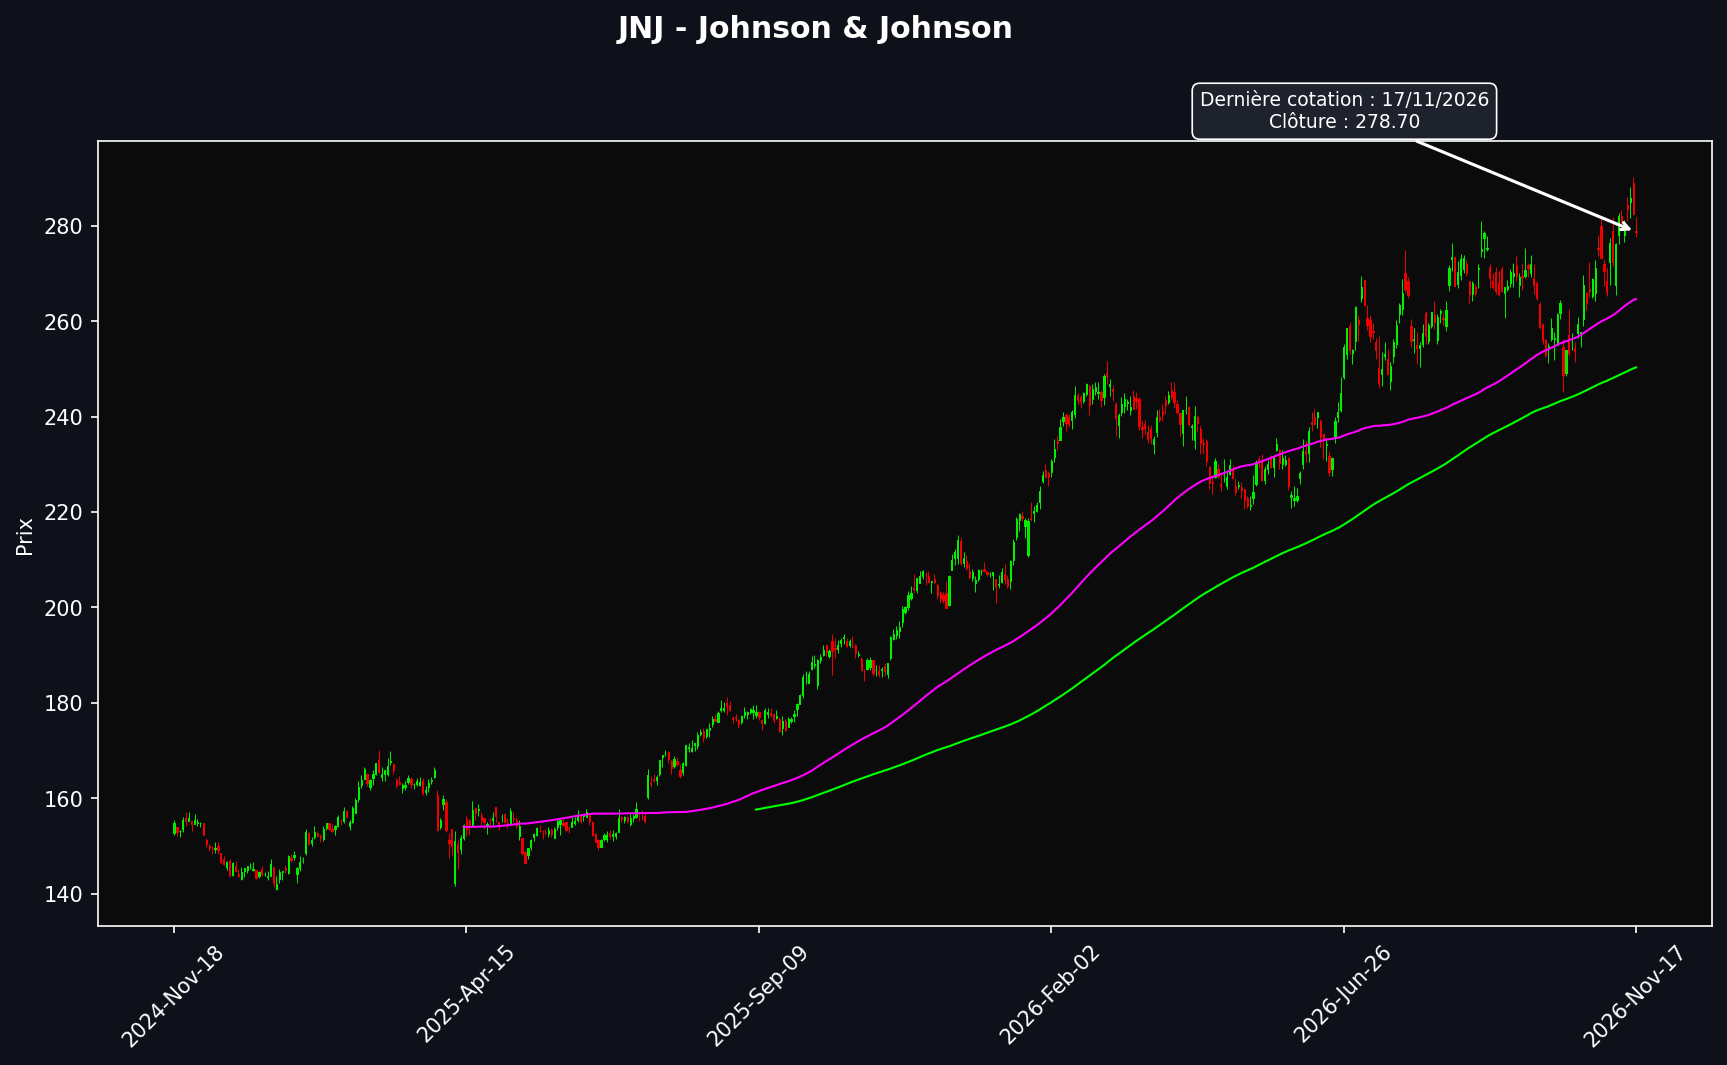 JNJ - Johnson & Johnson
Dernière cotation : 17/11/2026
Clôture : 278.70
Prix
280
260
240
220
200
180
160
140
2024-Nov-18
2025-Apr-15
2025-Sep-09
2026-Feb-02
2026-Jun-26
2026-Nov-17